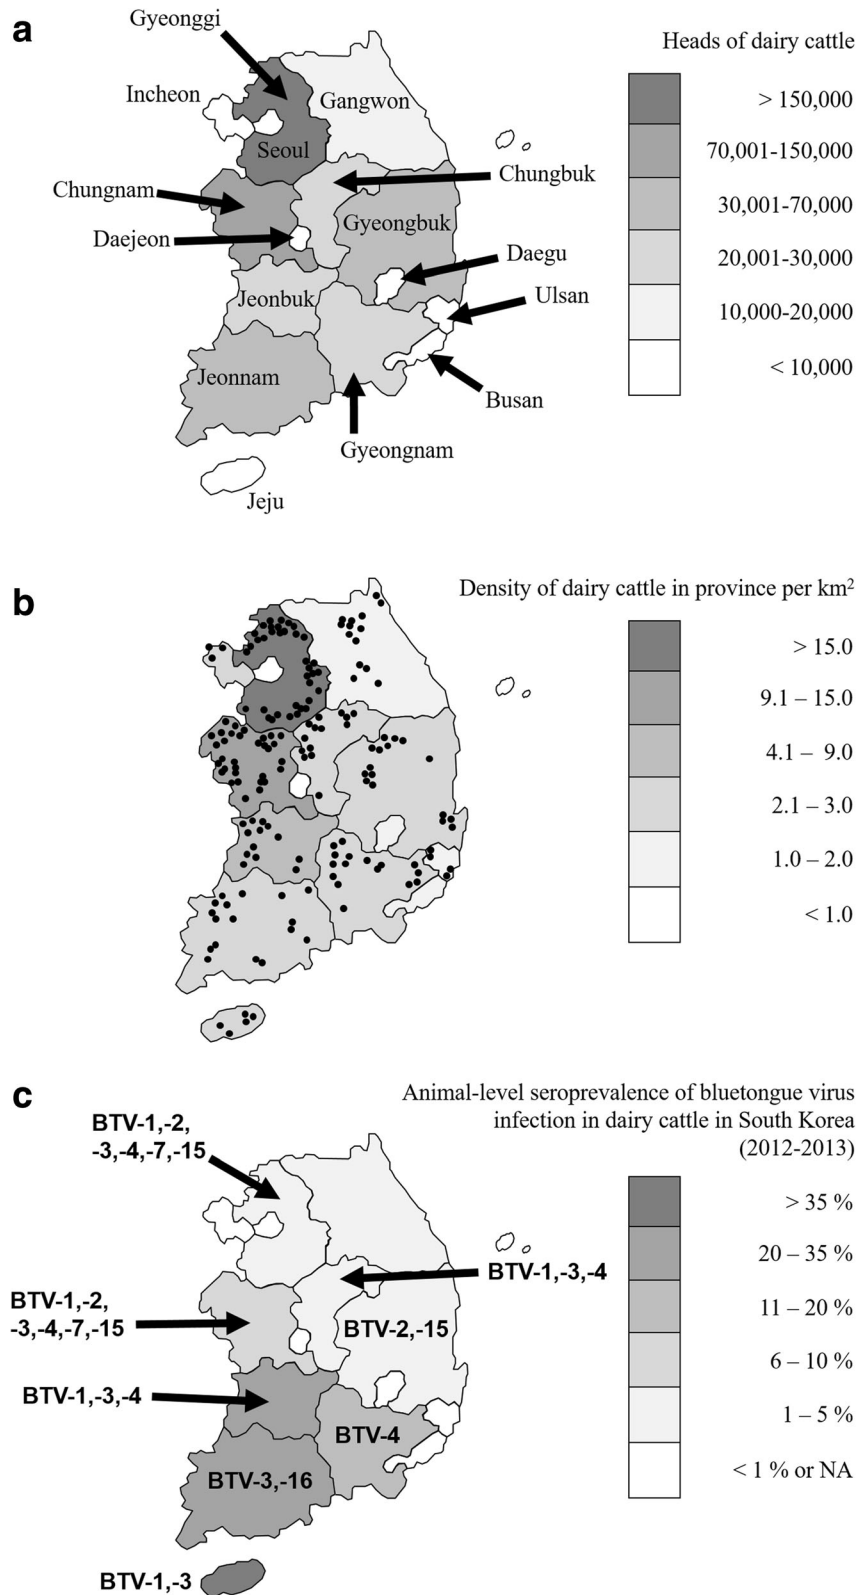 a
Gyeonggi
Heads of dairy cattle
Incheon
Gangwon
> 150,000
Seoul
70,001-150,000
Chungnam
Chungbuk
30,001-70,000
Gyeongbuk
Daejeon
Daegu
20,001-30,000
Jeonbuk
Ulsan
10,000-20,000
Jeonnam
< 10,000
Busan
Gyeongnam
Jeju
b
Density of dairy cattle in province per km²
> 15.0
9.1 – 15.0
4.1 – 9.0
2.1 – 3.0
1.0 – 2.0
< 1.0
c
Animal-level seroprevalence of bluetongue virus
infection in dairy cattle in South Korea
(2012-2013)
BTV-1,-2,
-3,-4,-7,-15
> 35 %
20 – 35 %
BTV-1,-3,-4
BTV-1,-2,
-3,-4,-7,-15
11 – 20 %
BTV-2,-15
6 – 10 %
BTV-1,-3,-4
1 – 5 %
BTV-4
< 1 % or NA
BTV-3,-16
BTV-1,-3